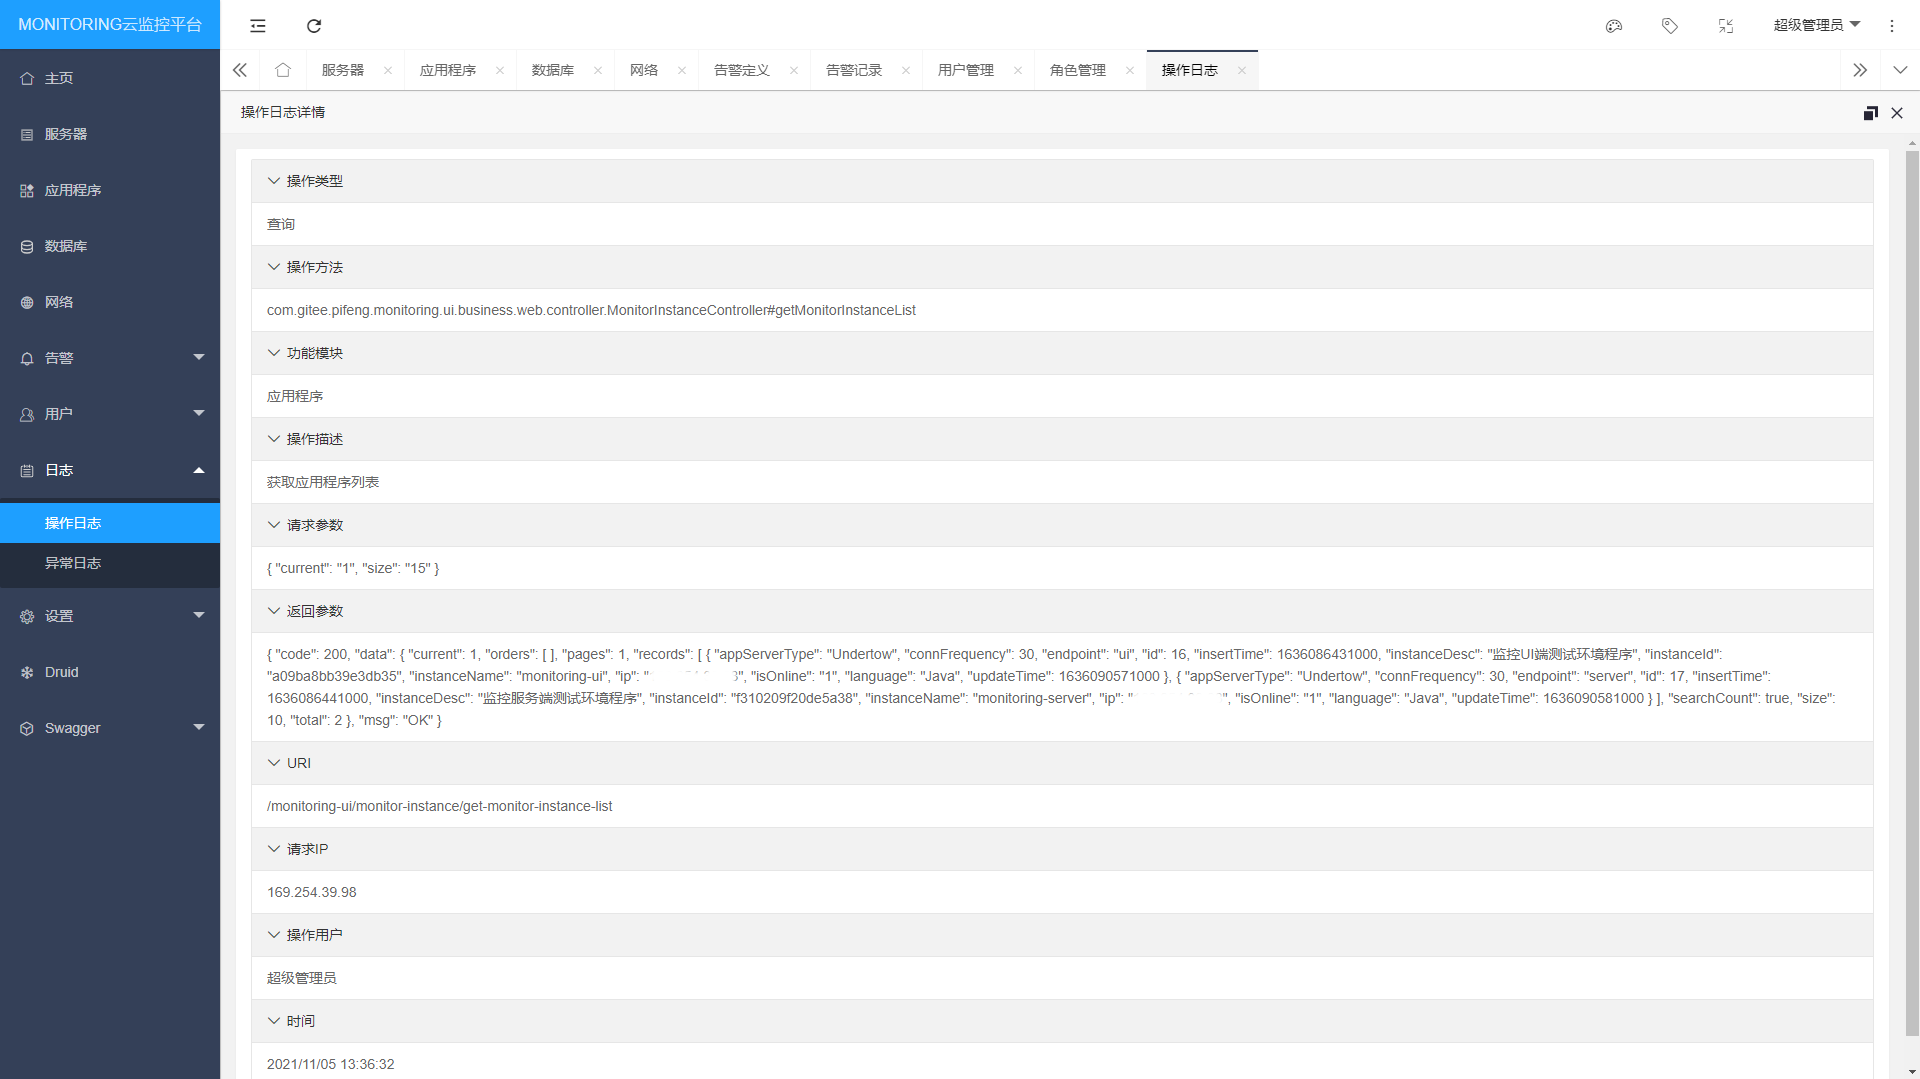 MONITORING云监控平台
超级管理员
服务器 应用程序 数据库 网络 告警定义 告警记录 用户管理 角色管理 操作日志
主页
服务器
应用程序
数据库
网络
告警
用户
日志
操作日志
异常日志
设置
Druid
Swagger
操作日志详情
操作类型
查询
操作方法
com.gitee.pifeng.monitoring.ui.business.web.controller.MonitorInstanceController#getMonitorInstanceList
功能模块
应用程序
操作描述
获取应用程序列表
请求参数
{ "current": "1", "size": "15" }
返回参数
{ "code": 200, "data": { "current": 1, "orders": [ ], "pages": 1, "records": [ { "appServerType": "Undertow", "connFrequency": 30, "endpoint": "ui", "id": 16, "insertTime": 1636086431000, "instanceDesc": "监控UI端测试环境程序", "instanceId":
"a09ba8bb39e3db35", "instanceName": "monitoring-ui", "ip": " ", "isOnline": "1", "language": "Java", "updateTime": 1636090571000 }, { "appServerType": "Undertow", "connFrequency": 30, "endpoint": "server", "id": 17, "insertTime":
1636086441000, "instanceDesc": "监控服务端测试环境程序", "instanceId": "f310209f20de5a38", "instanceName": "monitoring-server", "ip": " ", "isOnline": "1", "language": "Java", "updateTime": 1636090581000 } ], "searchCount": true, "size":
10, "total": 2 }, "msg": "OK" }
URI
/monitoring-ui/monitor-instance/get-monitor-instance-list
请求IP
169.254.39.98
操作用户
超级管理员
时间
2021/11/05 13:36:32